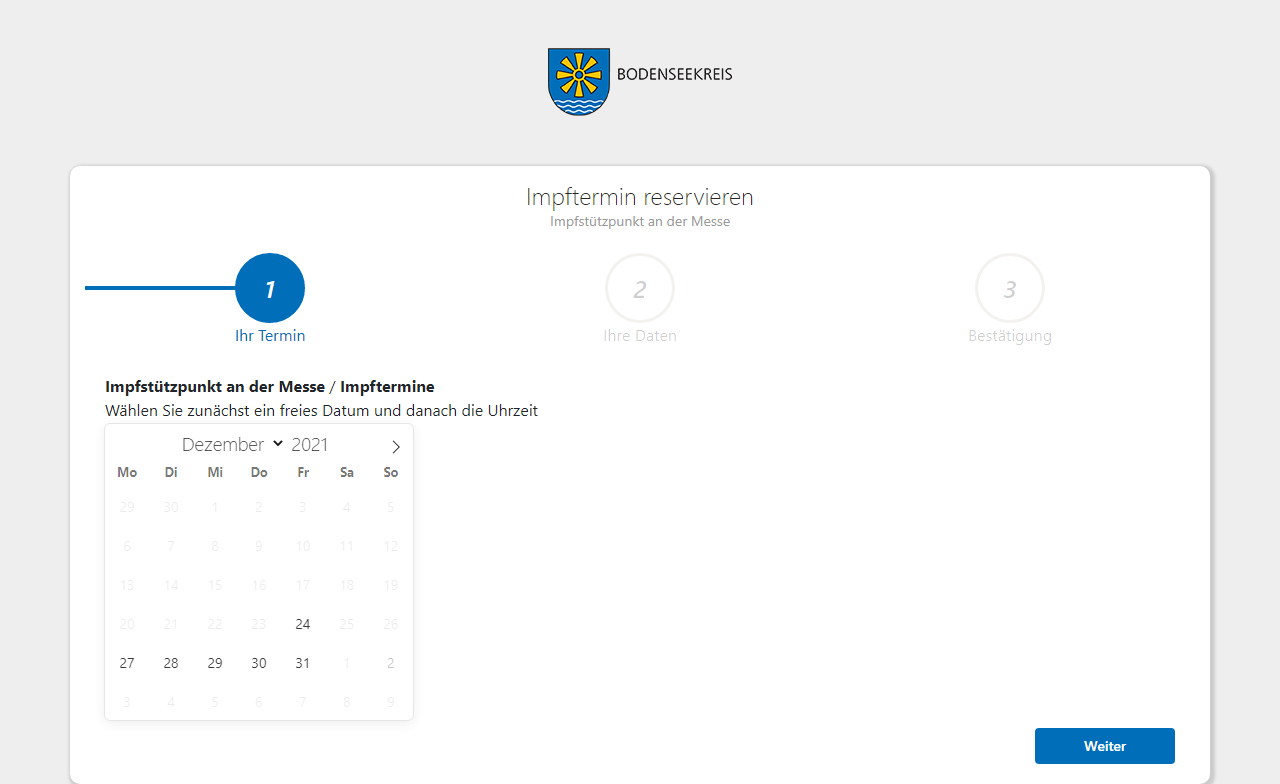 BODENSEEKREIS
Impftermin reservieren
Impfstützpunkt an der Messe
1 2 3
Ihr Termin Ihre Daten Bestätigung
Impfstützpunkt an der Messe / Impftermine
Wählen Sie zunächst ein freies Datum und danach die Uhrzeit
Dezember 2021
Mo Di Mi Do Fr Sa So
29 30 1 2 3 4 5
6 7 8 9 10 11 12
13 14 15 16 17 18 19
20 21 22 23 24 25 26
27 28 29 30 31 1 2
3 4 5 6 7 8 9
Weiter